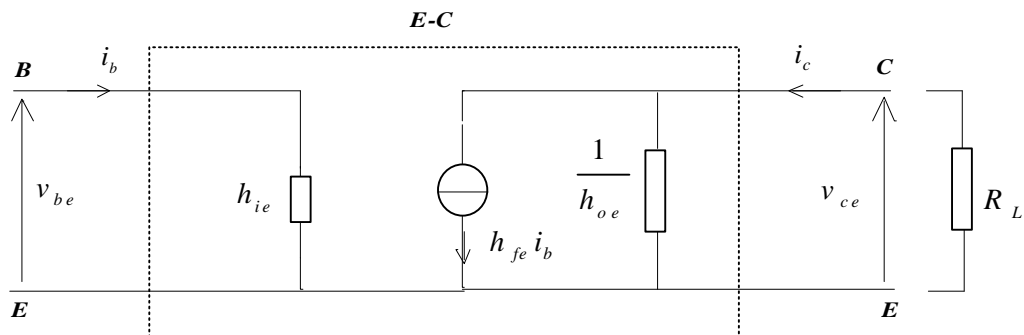 E-C
B
i_b
i_c
C
v_be
h_ie
h_fe i_b
1
h_oe
v_ce
R_L
E
E